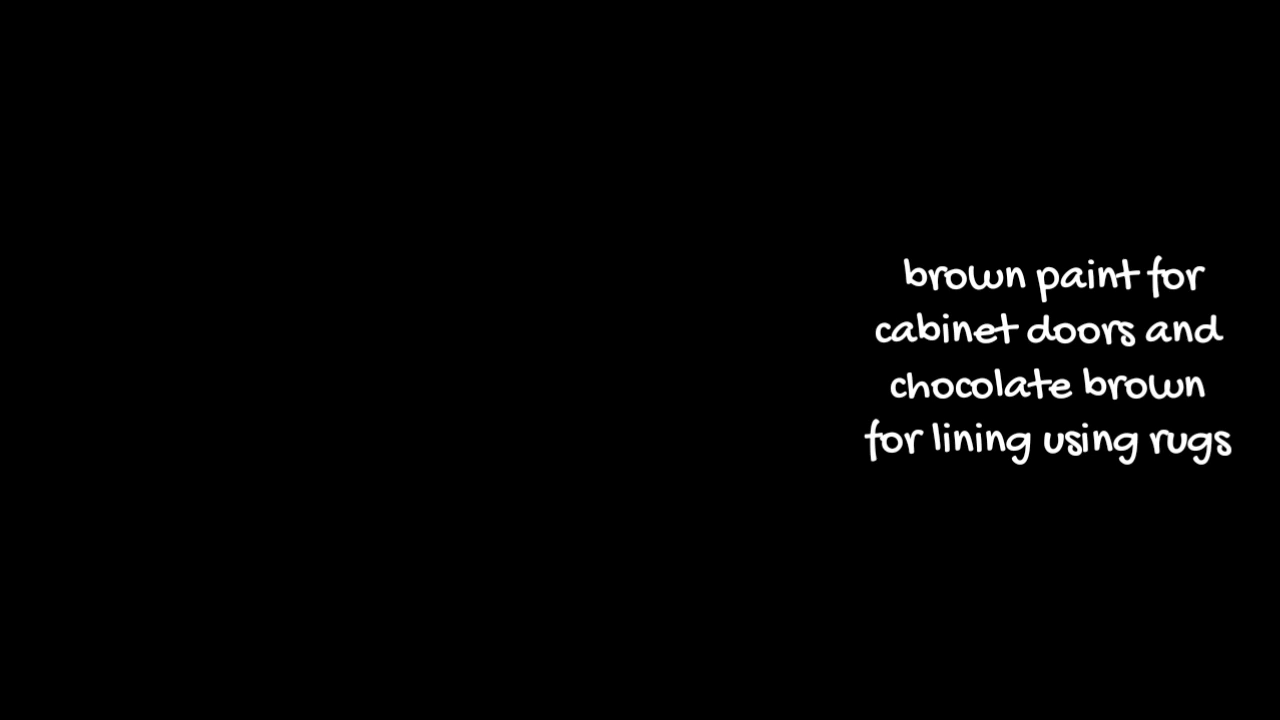 brown paint for
cabinet doors and
chocolate brown
for lining using rugs